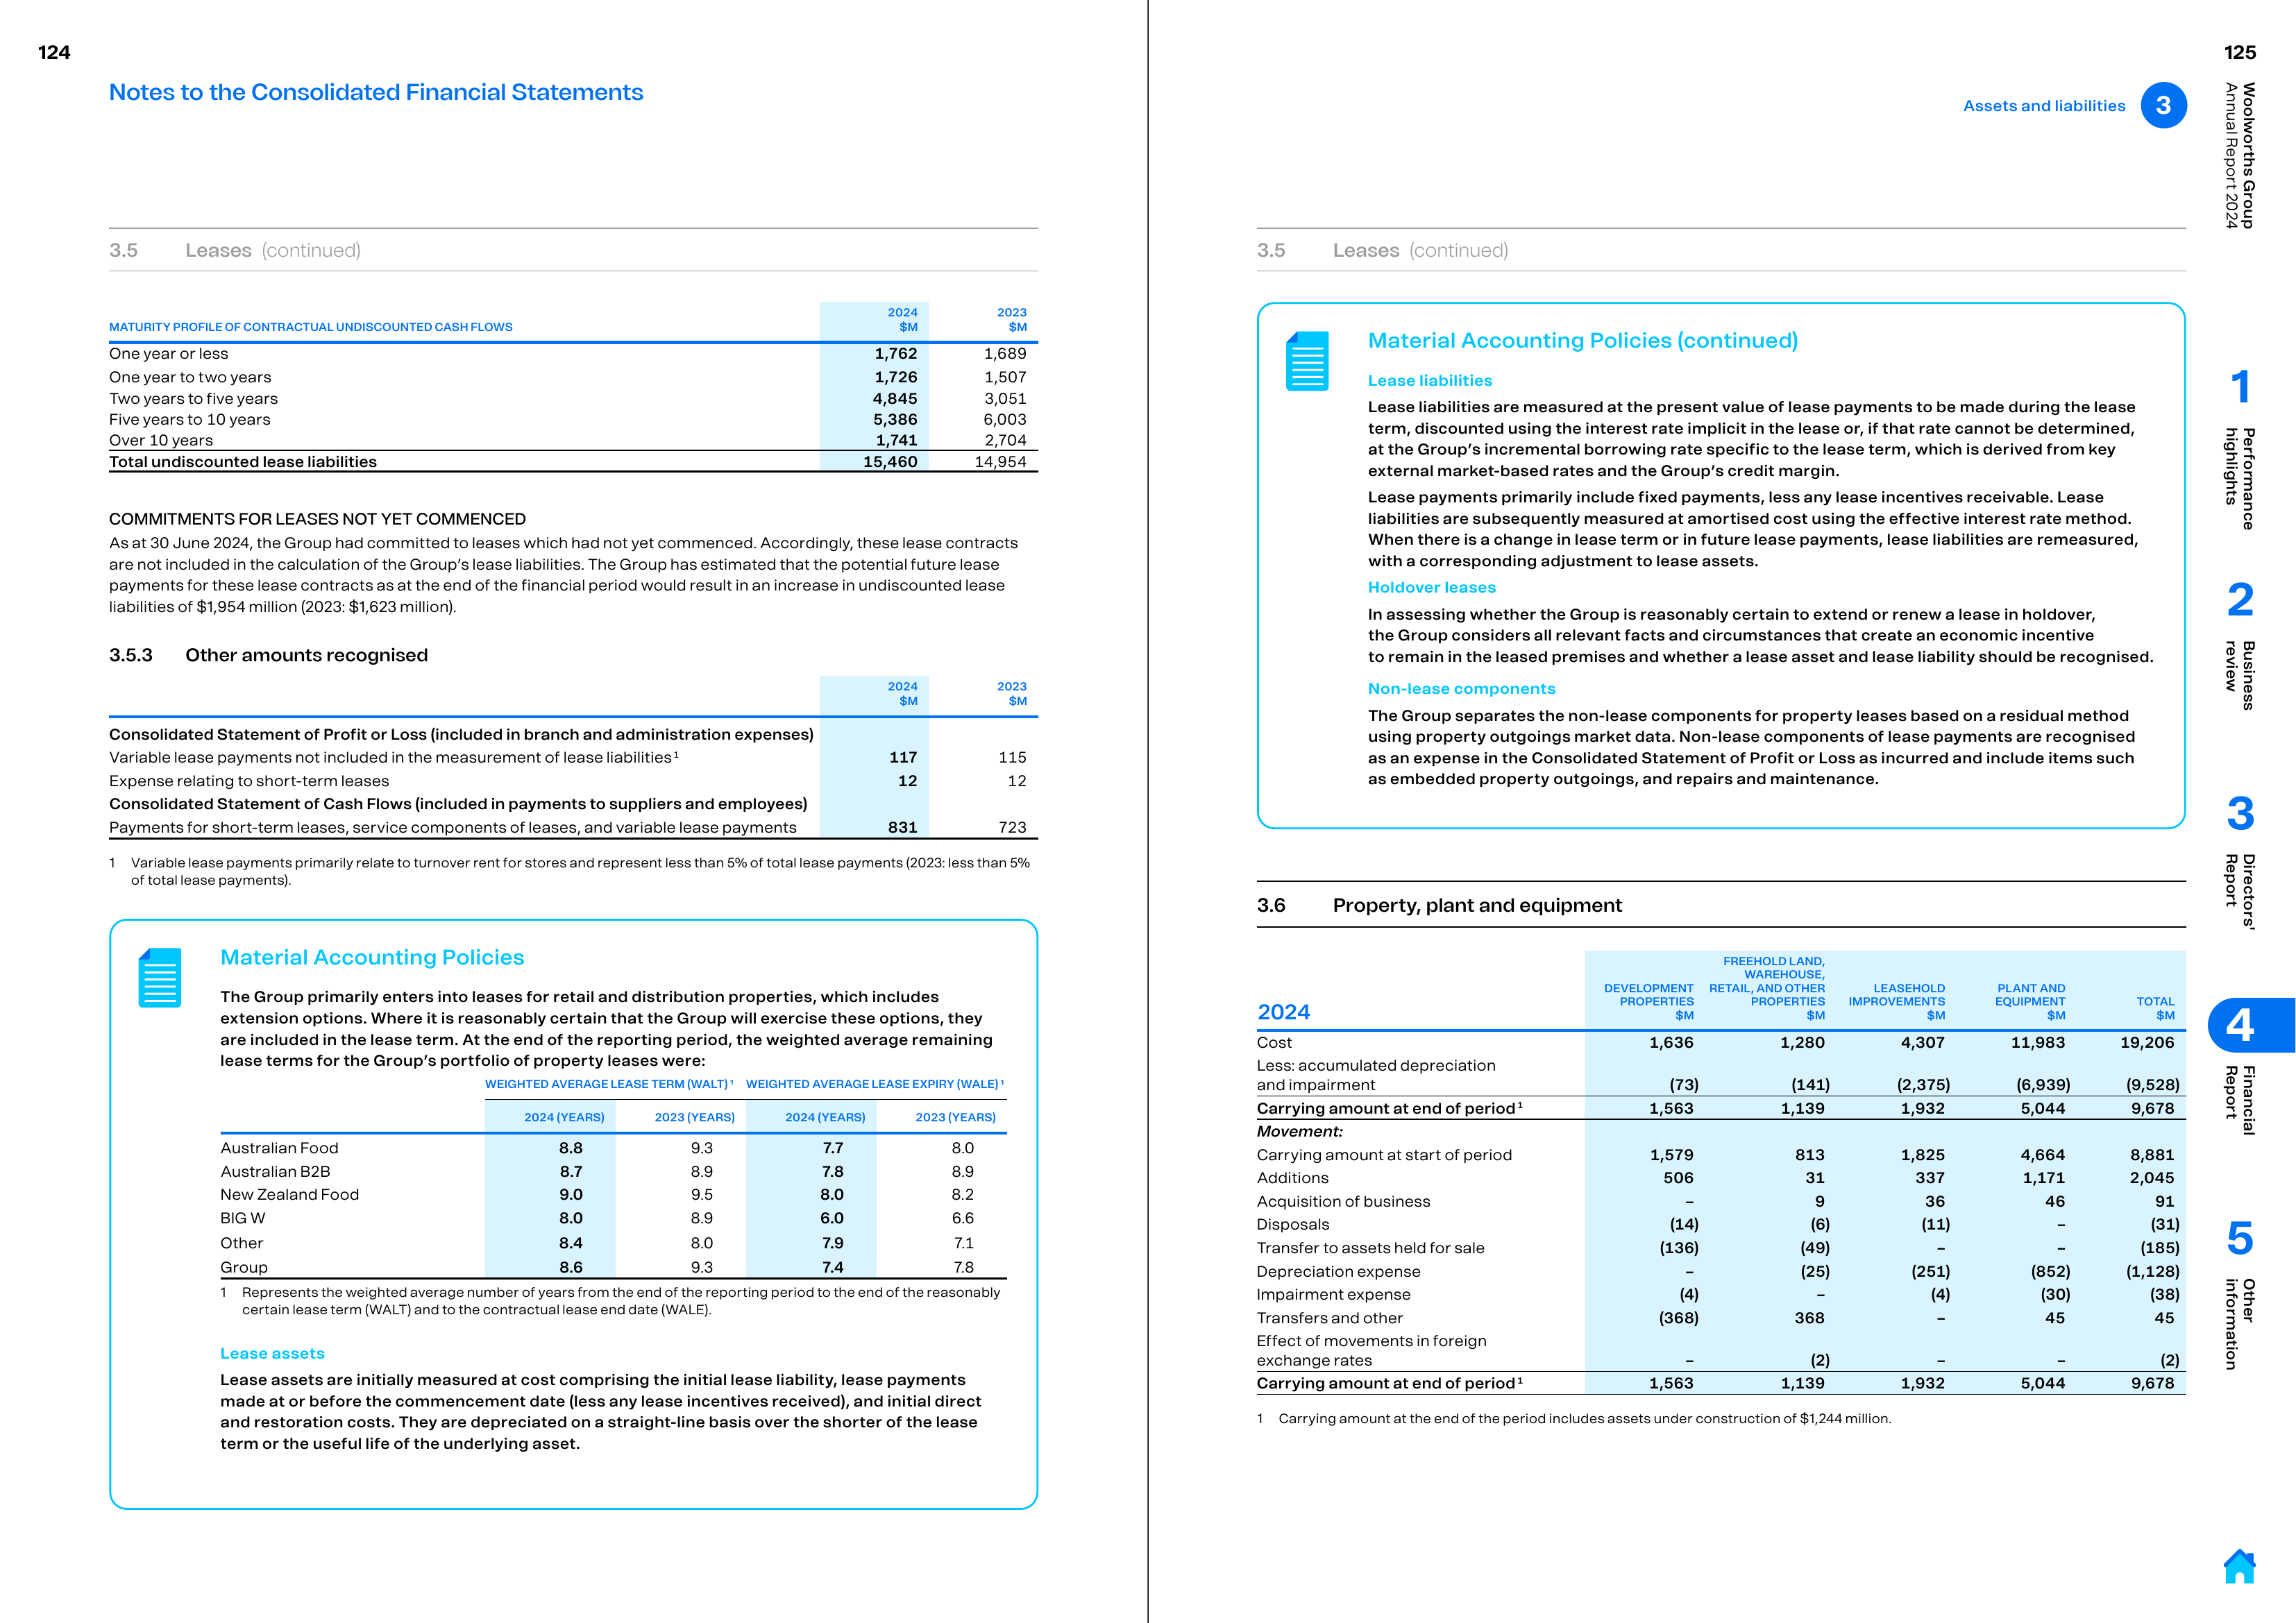 124
Notes to the Consolidated Financial Statements
3.5 Leases (continued)
MATURITY PROFILE OF CONTRACTUAL UNDISCOUNTED CASH FLOWS 2024 $M 2023 $M
One year or less 1,762 1,689
One year to two years 1,726 1,507
Two years to five years 4,845 3,051
Five years to 10 years 5,386 6,003
Over 10 years 1,741 2,704
Total undiscounted lease liabilities 15,460 14,954
COMMITMENTS FOR LEASES NOT YET COMMENCED
As at 30 June 2024, the Group had committed to leases which had not yet commenced. Accordingly, these lease contracts
are not included in the calculation of the Group's lease liabilities. The Group has estimated that the potential future lease
payments for these lease contracts as at the end of the financial period would result in an increase in undiscounted lease
liabilities of $1,954 million (2023: $1,623 million).
3.5.3 Other amounts recognised
2024 2023
$M $M
Consolidated Statement of Profit or Loss (included in branch and administration expenses)
Variable lease payments not included in the measurement of lease liabilities 1 117 115
Expense relating to short-term leases 12 12
Consolidated Statement of Cash Flows (included in payments to suppliers and employees)
Payments for short-term leases, service components of leases, and variable lease payments 831 723
1 Variable lease payments primarily relate to turnover rent for stores and represent less than 5% of total lease payments (2023: less than 5%
of total lease payments).
Material Accounting Policies
The Group primarily enters into leases for retail and distribution properties, which includes
extension options. Where it is reasonably certain that the Group will exercise these options, they
are included in the lease term. At the end of the reporting period, the weighted average remaining
lease terms for the Group's portfolio of property leases were:
WEIGHTED AVERAGE LEASE TERM (WALT) 1 WEIGHTED AVERAGE LEASE EXPIRY (WALE) 1
2024 (YEARS) 2023 (YEARS) 2024 (YEARS) 2023 (YEARS)
Australian Food 8.8 9.3 7.7 8.0
Australian B2B 8.7 8.9 7.8 8.9
New Zealand Food 9.0 9.5 8.0 8.2
BIG W 8.0 8.9 6.0 6.6
Other 8.4 8.0 7.9 7.1
Group 8.6 9.3 7.4 7.8
1 Represents the weighted average number of years from the end of the reporting period to the end of the reasonably
certain lease term (WALT) and to the contractual lease end date (WALE).
Lease assets
Lease assets are initially measured at cost comprising the initial lease liability, lease payments
made at or before the commencement date (less any lease incentives received), and initial direct
and restoration costs. They are depreciated on a straight-line basis over the shorter of the lease
term or the useful life of the underlying asset.
125
Assets and liabilities 3
3.5 Leases (continued)
Material Accounting Policies (continued)
Lease liabilities
Lease liabilities are measured at the present value of lease payments to be made during the lease
term, discounted using the interest rate implicit in the lease or, if that rate cannot be determined,
at the Group's incremental borrowing rate specific to the lease term, which is derived from key
external market-based rates and the Group's credit margin.
Lease payments primarily include fixed payments, less any lease incentives receivable. Lease
liabilities are subsequently measured at amortised cost using the effective interest rate method.
When there is a change in lease term or in future lease payments, lease liabilities are remeasured,
with a corresponding adjustment to lease assets.
Holdover leases
In assessing whether the Group is reasonably certain to extend or renew a lease in holdover,
the Group considers all relevant facts and circumstances that create an economic incentive
to remain in the leased premises and whether a lease asset and lease liability should be recognised.
Non-lease components
The Group separates the non-lease components for property leases based on a residual method
using property outgoings market data. Non-lease components of lease payments are recognised
as an expense in the Consolidated Statement of Profit or Loss as incurred and include items such
as embedded property outgoings, and repairs and maintenance.
3.6 Property, plant and equipment
2024 DEVELOPMENT PROPERTIES $M FREEHOLD LAND, WAREHOUSE, RETAIL, AND OTHER PROPERTIES $M LEASEHOLD IMPROVEMENTS $M PLANT AND EQUIPMENT $M TOTAL $M
Cost 1,636 1,280 4,307 11,983 19,206
Less: accumulated depreciation
and impairment (73) (141) (2,375) (6,939) (9,528)
Carrying amount at end of period 1 1,563 1,139 1,932 5,044 9,678
Movement:
Carrying amount at start of period 1,579 813 1,825 4,664 8,881
Additions 506 31 337 1,171 2,045
Acquisition of business – 9 36 46 91
Disposals (14) (6) (11) – (31)
Transfer to assets held for sale (136) (49) – – (185)
Depreciation expense – (25) (251) (852) (1,128)
Impairment expense (4) – (4) (30) (38)
Transfers and other (368) 368 – 45 45
Effect of movements in foreign
exchange rates – (2) – – (2)
Carrying amount at end of period 1 1,563 1,139 1,932 5,044 9,678
1 Carrying amount at the end of the period includes assets under construction of $1,244 million.
Woolworths Group
Annual Report 2024
1
Performance
highlights
2
Business
review
3
Directors'
Report
4
Financial
Report
5
Other
information